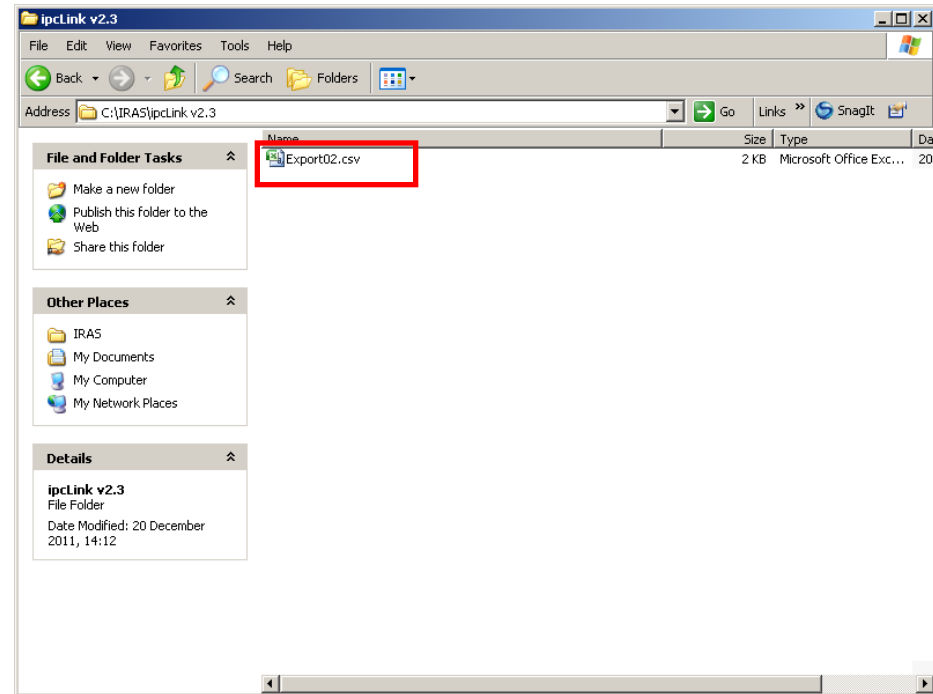 ipcLink v2.3
File Edit View Favorites Tools Help
Back Search Folders
Address C:\IRAS\ipcLink v2.3 Go Links » SnagIt
Name Size Type Da
File and Folder Tasks
Export02.csv 2 KB Microsoft Office Exc... 20
Make a new folder
Publish this folder to the
Web
Share this folder
Other Places
IRAS
My Documents
My Computer
My Network Places
Details
ipcLink v2.3
File Folder
Date Modified: 20 December
2011, 14:12